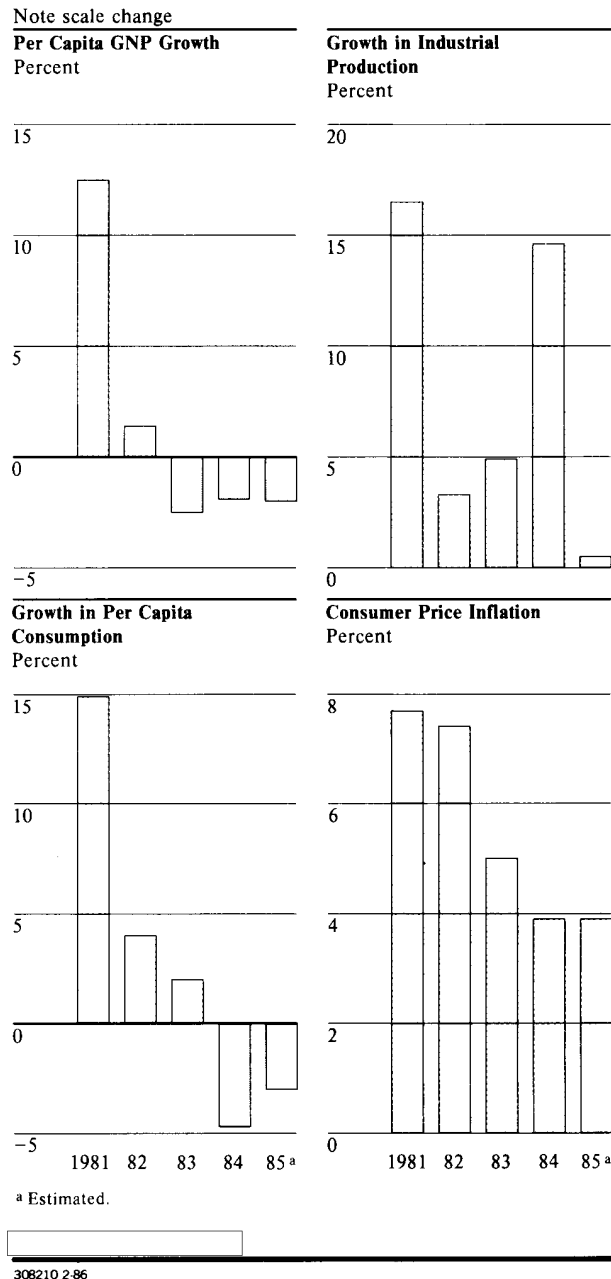 Note scale change
Per Capita GNP Growth
Percent
15
10
5
0
−5
Growth in Industrial
Production
Percent
20
15
10
5
0
Growth in Per Capita
Consumption
Percent
15
10
5
0
−5
1981 82 83 84 85 a
Consumer Price Inflation
Percent
8
6
4
2
0
1981 82 83 84 85 a
a Estimated.
308210 2-86